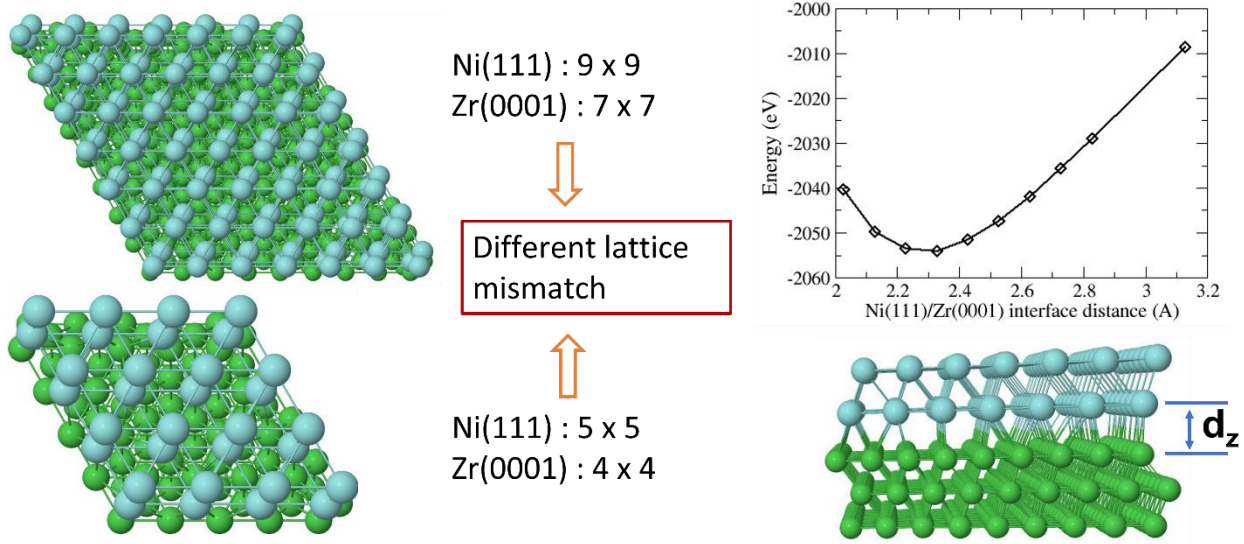 Ni(111) : 9 x 9
Zr(0001) : 7 x 7
Different lattice
mismatch
Ni(111) : 5 x 5
Zr(0001) : 4 x 4
-2000
-2010
-2020
-2030
-2040
-2050
-2060
Energy (eV)
2 2.2 2.4 2.6 2.8 3 3.2
Ni(111)/Zr(0001) interface distance (A)
dz